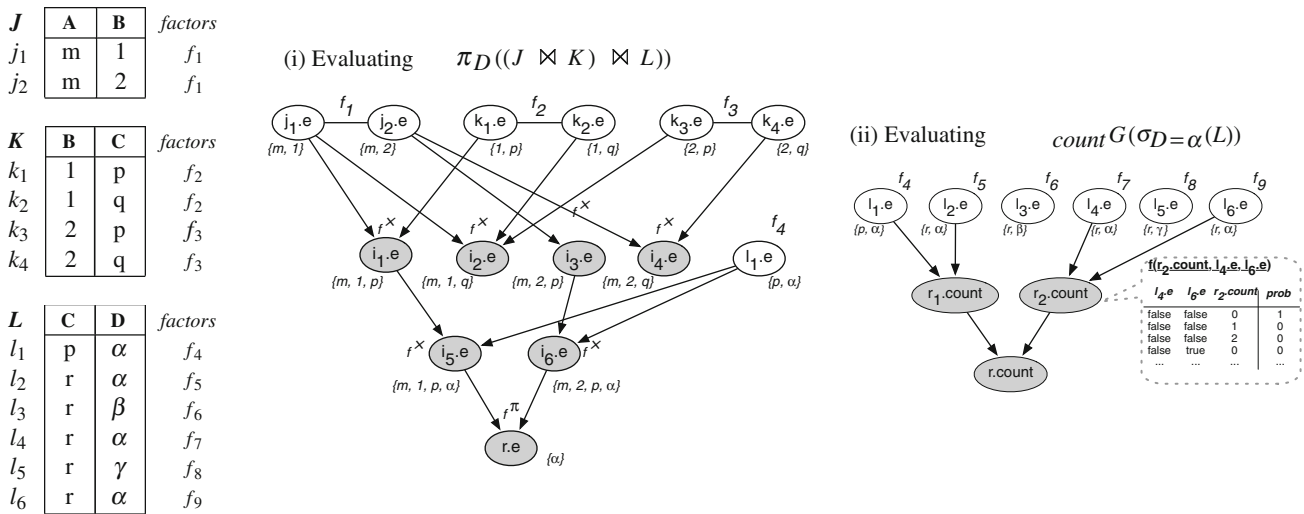 J A B factors
j1 m 1 f1
j2 m 2 f1
K B C factors
k1 1 p f2
k2 1 q f2
k3 2 p f3
k4 2 q f3
L C D factors
l1 p α f4
l2 r α f5
l3 r β f6
l4 r α f7
l5 r γ f8
l6 r α f9
(i) Evaluating πD((J ⋈ K) ⋈ L))
f1 f2 f3
j1.e j2.e k1.e k2.e k3.e k4.e
{m, 1} {m, 2} {1, p} {1, q} {2, p} {2, q}
f× f× f× f× f4
i1.e i2.e i3.e i4.e l1.e
{m, 1, p} {m, 1, q} {m, 2, p} {m, 2, q} {p, α}
f× i5.e i6.e f×
{m, 1, p, α} {m, 2, p, α}
fπ
r.e
{α}
(ii) Evaluating countG(σD=α(L))
f4 f5 f6 f7 f8 f9
l1.e l2.e l3.e l4.e l5.e l6.e
{p, α} {r, α} {r, β} {r, α} {r, γ} {r, α}
r1.count r2.count
r.count
f(r2.count, l4.e, l6.e)
l4.e l6.e r2.count prob
false false 0 1
false false 1 0
false false 2 0
false true 0 0
... ... ... ...